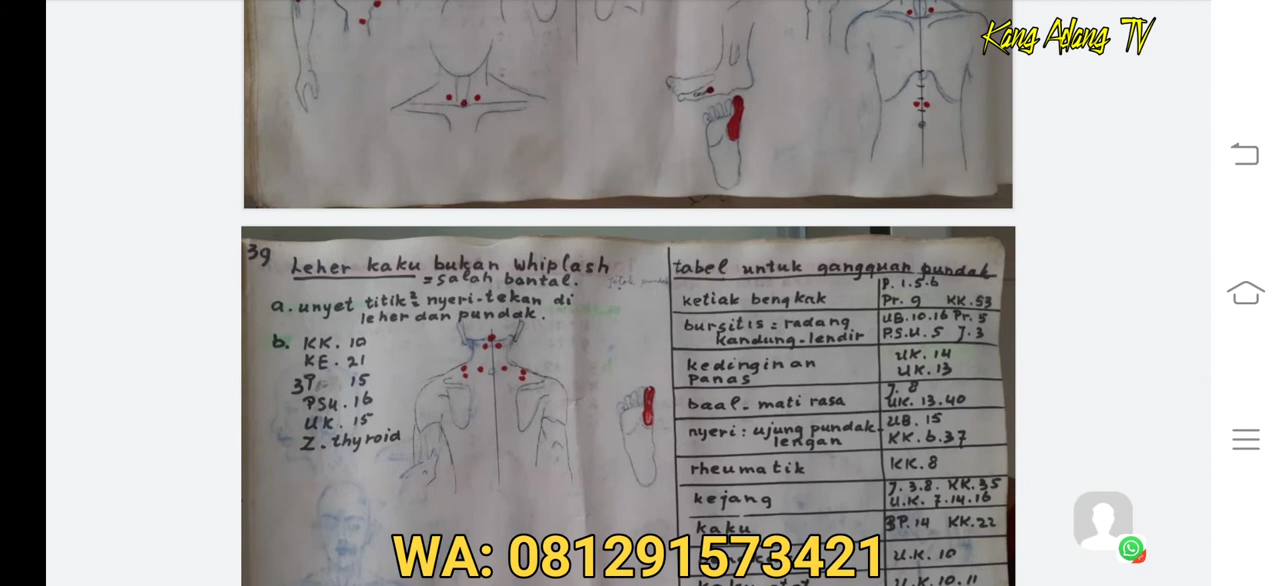 Kang Adang TV
39
Leher kaku bukan whiplash
= salah bantal.
a. unyet titik² nyeri-tekan di
leher dan pundak.
b. KK. 10
KE. 21
3P 15
PSU. 16
UK. 15
Z. thyroid
tabel untuk gangguan pundak
ketiak bengkak
P. 1.5.6
Pr. 9 KK.53
bursitis = radang
kandung-lendir
UB.10.16 Pr. 5
P.S.U. 5 J. 3
kedinginan
panas
UK. 14
UK. 13
baal - mati rasa
J. 8
UK. 13.40
nyeri : ujung pundak-
lengan
UB. 15
KK. 6.37
rheumatik
KK. 8
kejang
J. 3.8. KK.35
U.K. 7.14.16
kaku
3P. 14 KK.22
U.K. 10
U.K. 10.11
WA: 081291573421